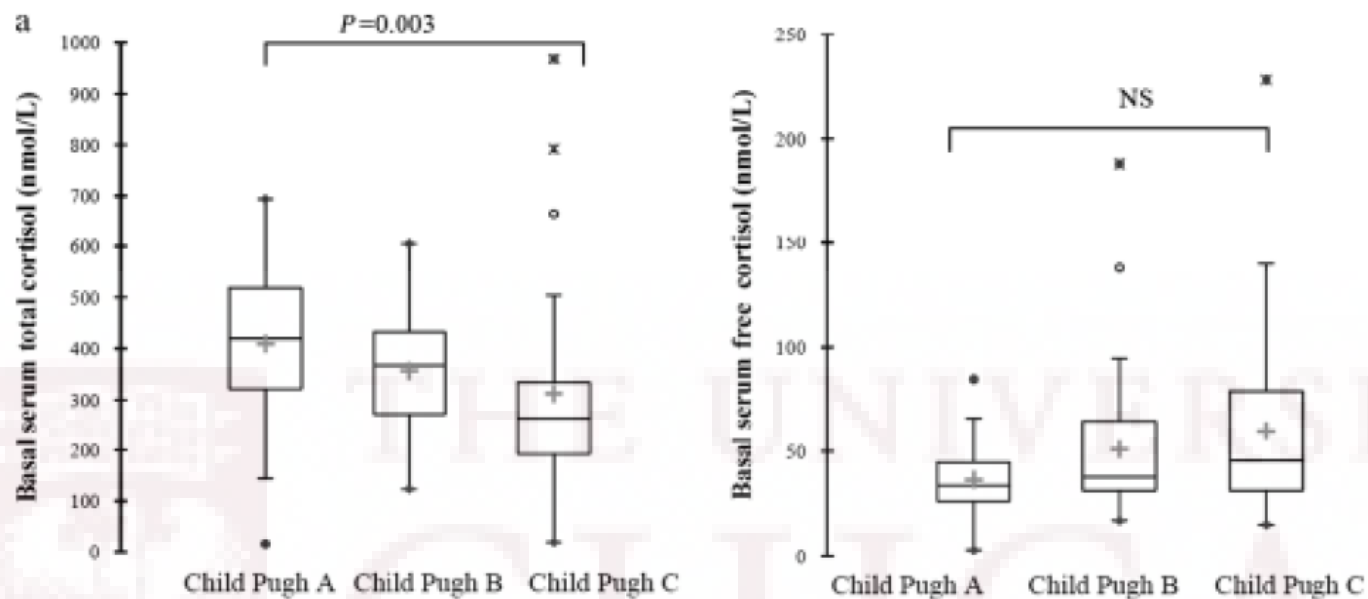 a
P=0.003
1000
900
800
700
600
500
400
300
200
100
0
Basal serum total cortisol (nmol/L)
Child Pugh A Child Pugh B Child Pugh C
NS
250
200
150
100
50
0
Basal serum free cortisol (nmol/L)
Child Pugh A Child Pugh B Child Pugh C
THE UNIVERSI